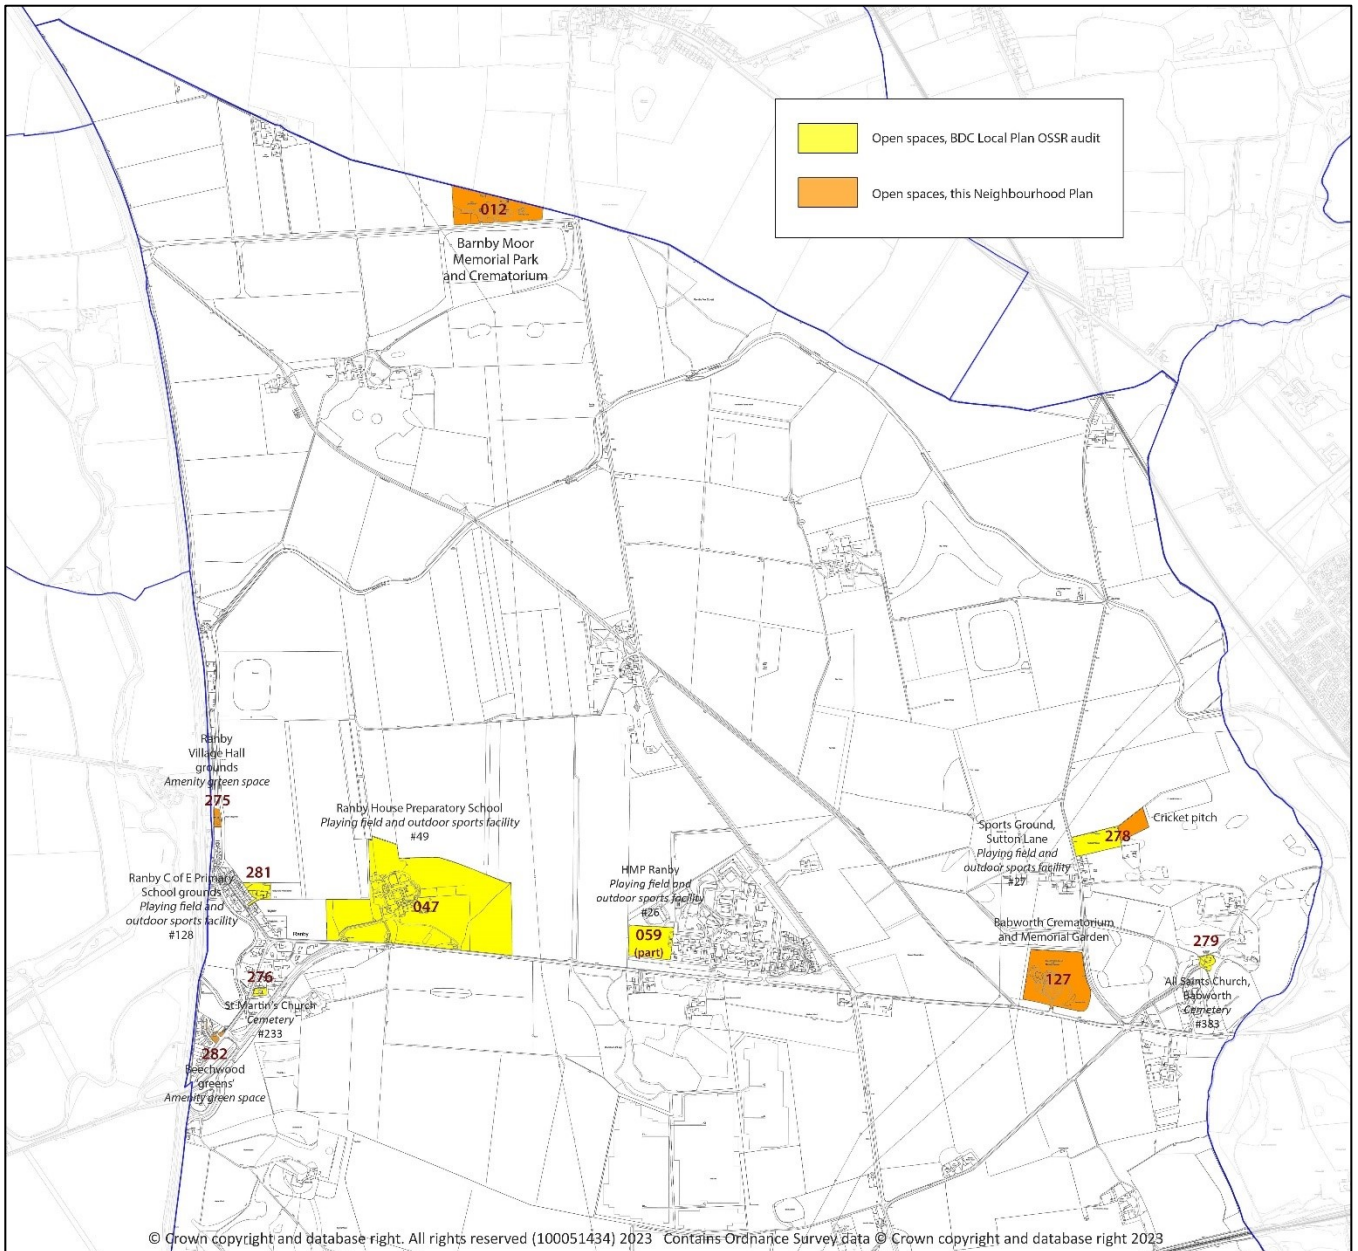 Open spaces, BDC Local Plan OSSR audit
Open spaces, this Neighbourhood Plan
012
Barnby Moor
Memorial Park
and Crematorium
Ranby
Village Hall
grounds
Amenity green space
275
Ranby House Preparatory School
Playing field and outdoor sports facility
#49
047
281
Ranby C of E Primary
School grounds
Playing field and
outdoor sports facility
#128
Ranby
HMP Ranby
Playing field and
outdoor sports facility
#26
059
(part)
Sports Ground,
Sutton Lane
Playing field and
outdoor sports facility
#27
278
Cricket pitch
Babworth Crematorium
and Memorial Garden
127
279
All Saints Church,
Babworth
Cemetery
#383
276
St Martin's Church
Cemetery
#233
282
Beechwood
'greens'
Amenity green space
© Crown copyright and database right. All rights reserved (100051434) 2023 Contains Ordnance Survey data © Crown copyright and database right 2023